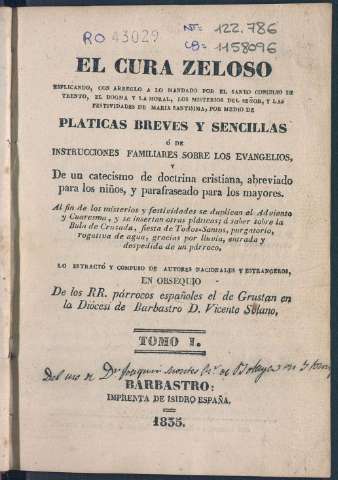 RO 43029
NT= 122.786
CB= 1158096
EL CURA ZELOSO
ESPLICANDO, CON ARREGLO A LO MANDADO POR EL SANTO CONCILIO DE
TRENTO, EL DOGMA Y LA MORAL, LOS MISTERIOS DEL SEÑOR, Y LAS
FESTIVIDADES DE MARIA SANTISIMA, POR MEDIO DE
PLATICAS BREVES Y SENCILLAS
Ó DE
INSTRUCCIONES FAMILIARES SOBRE LOS EVANGELIOS,
Y
De un catecismo de doctrina cristiana, abreviado
para los niños, y parafraseado para los mayores.
Al fin de los misterios y festividades se duplican el Adviento
y Cuaresma, y se insertan otras pláticas; á saber sobre la
Bula de Cruzada, fiesta de Todos-Santos, purgatorio,
rogativa de agua, gracias por lluvia, entrada y
despedida de un párroco.
LO ESTRACTÓ Y COMPUSO DE AUTORES NACIONALES Y ESTRANGEROS,
EN OBSEQUIO
De los RR. párrocos españoles el de Grustan en
la Diócesi de Barbastro D. Vicente Solano,
TOMO I.
Del uso de Dn Joaquin
BARBASTRO:
IMPRENTA DE ISIDRO ESPAÑA.
1835.